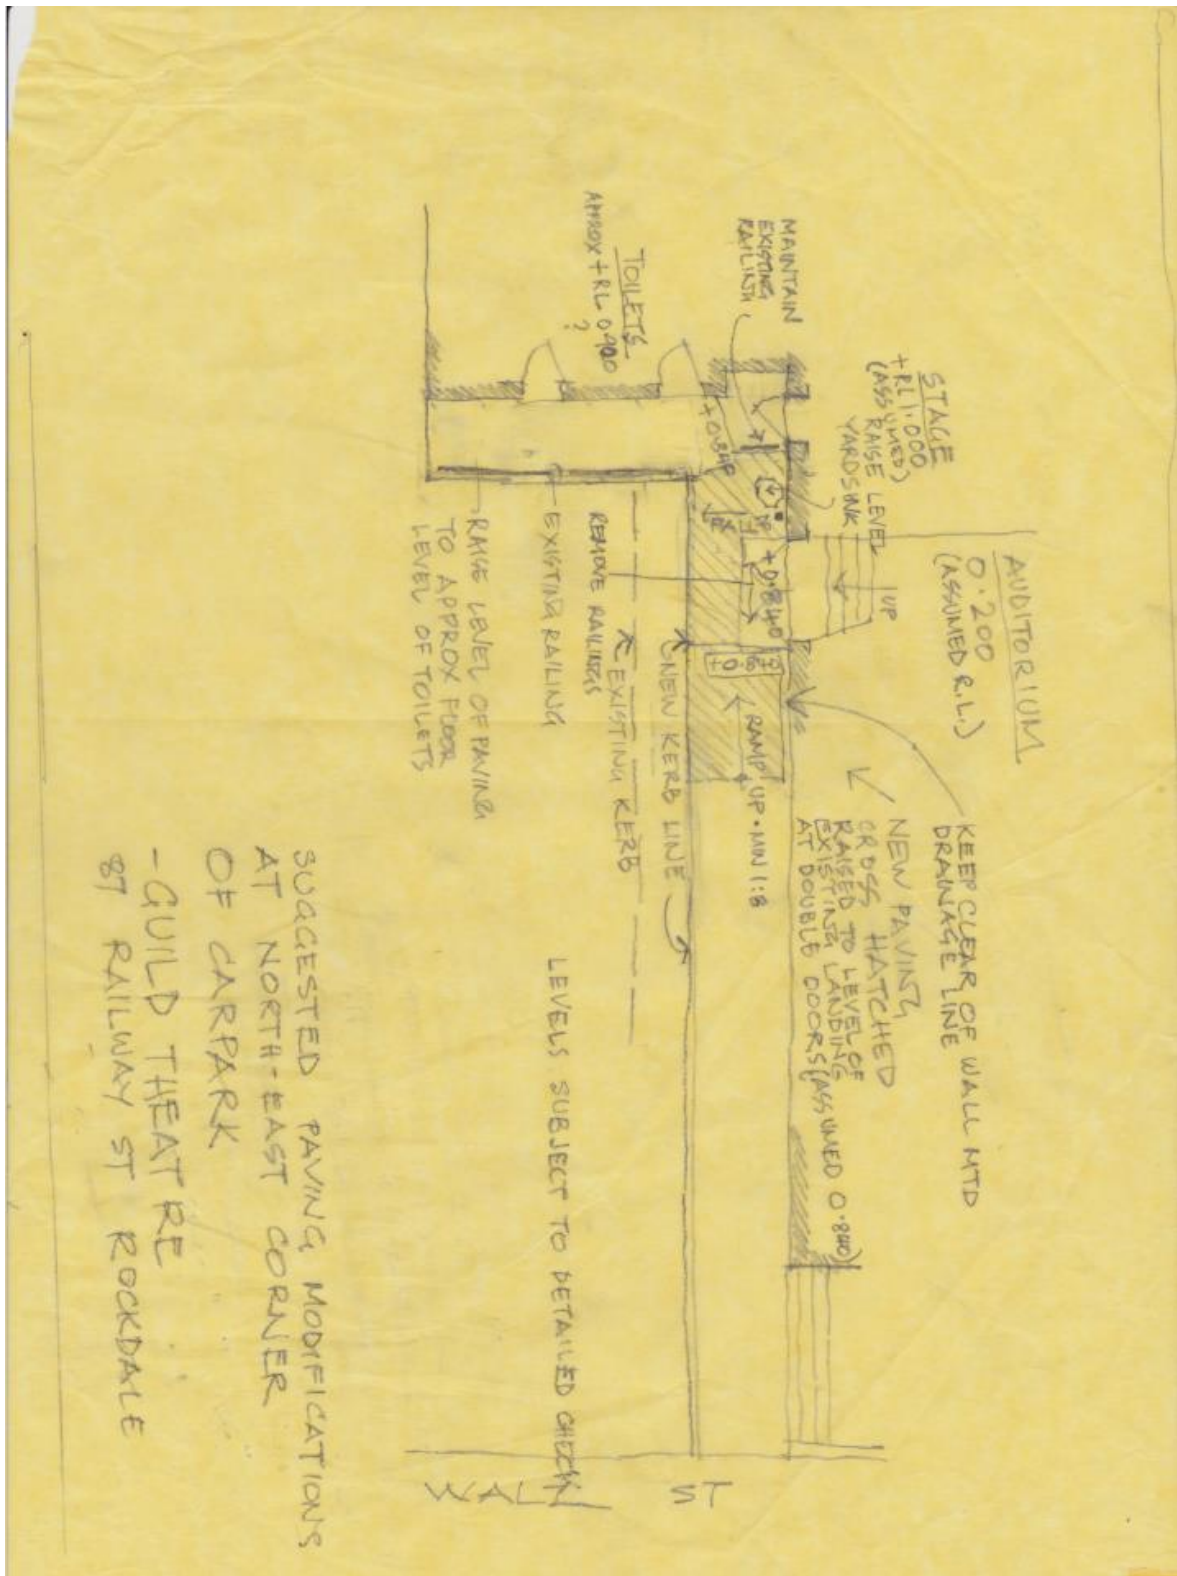 STAGE
+RL 1.000
(ASSUMED)
RAISE LEVEL
YARD SINK
MAINTAIN
EXISTING
RAILING
TOILETS
APPROX +RL 0.900
?
AUDITORIUM
0.200
(ASSUMED R.L.)
UP
+0.840
+0.840
RAMP UP . MIN 1:8
KEEP CLEAR OF WALL MTD
DRAINAGE LINE
NEW PAVING
CROSS HATCHED
RAISED TO LEVEL OF
EXISTING LANDING
AT DOUBLE DOORS (ASSUMED 0.840)
NEW KERB LINE
EXISTING KERB
REMOVE RAILINGS
EXISTING RAILING
RAISE LEVEL OF PAVING
TO APPROX FLOOR
LEVEL OF TOILETS
LEVELS SUBJECT TO DETAILED CHECK
WALZ ST
SUGGESTED PAVING MODIFICATIONS
AT NORTH-EAST CORNER
OF CARPARK
- GUILD THEATRE
87 RAILWAY ST ROCKDALE